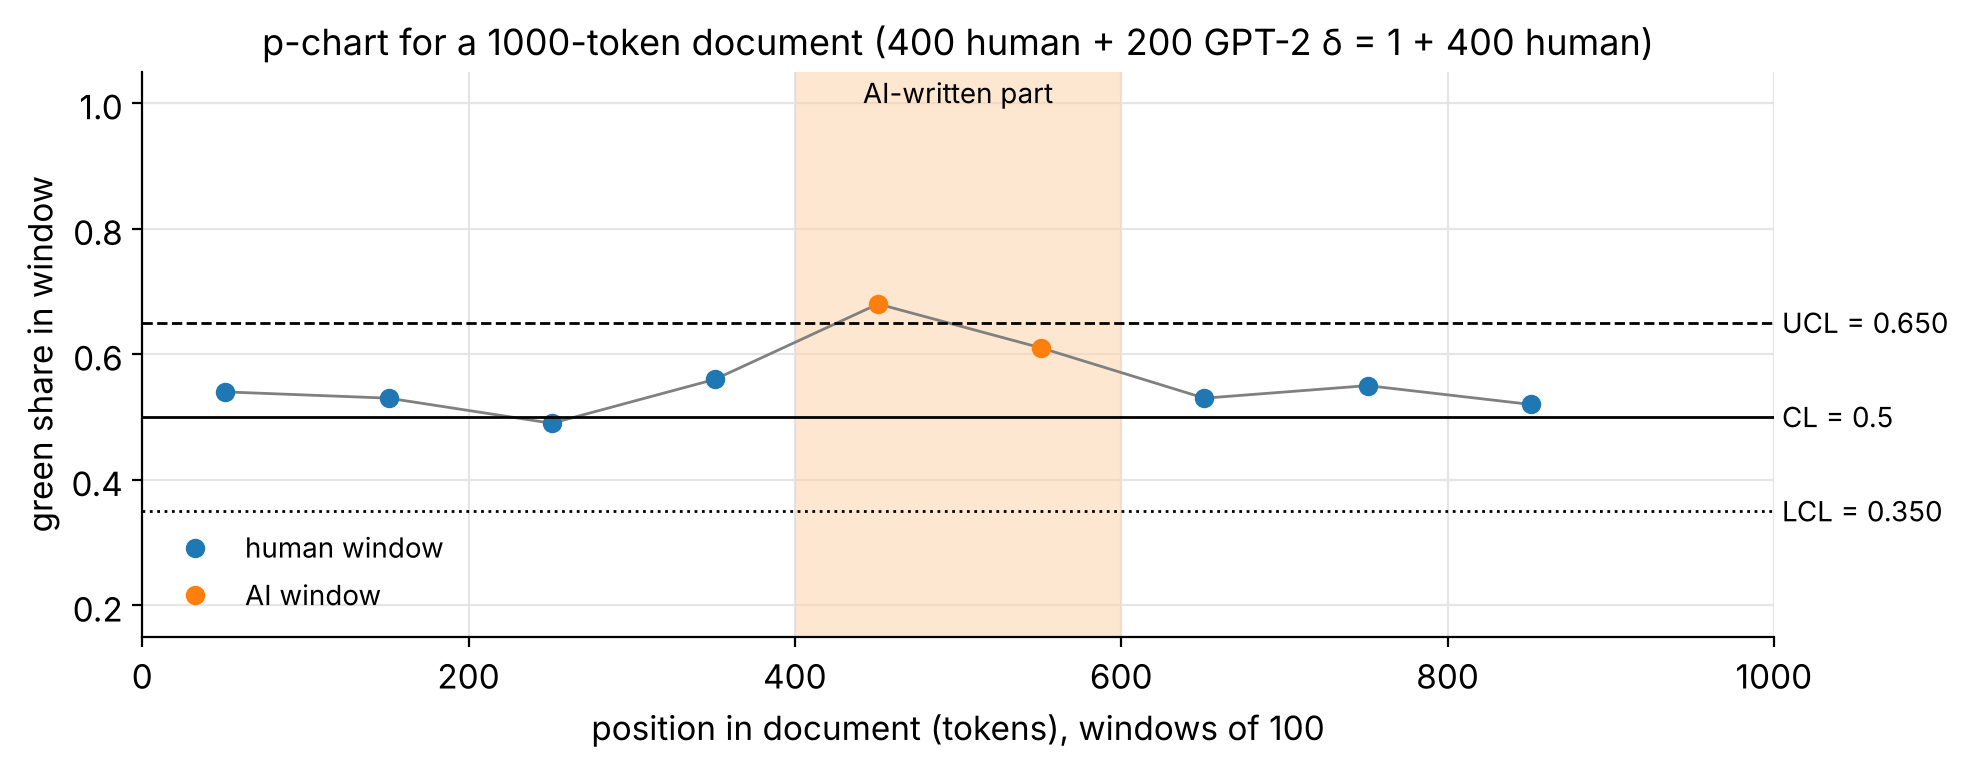 p-chart for a 1000-token document (400 human + 200 GPT-2 δ = 1 + 400 human)
AI-written part
green share in window
1.0
0.8
0.6
0.4
0.2
UCL = 0.650
CL = 0.5
LCL = 0.350
human window
AI window
0 200 400 600 800 1000
position in document (tokens), windows of 100